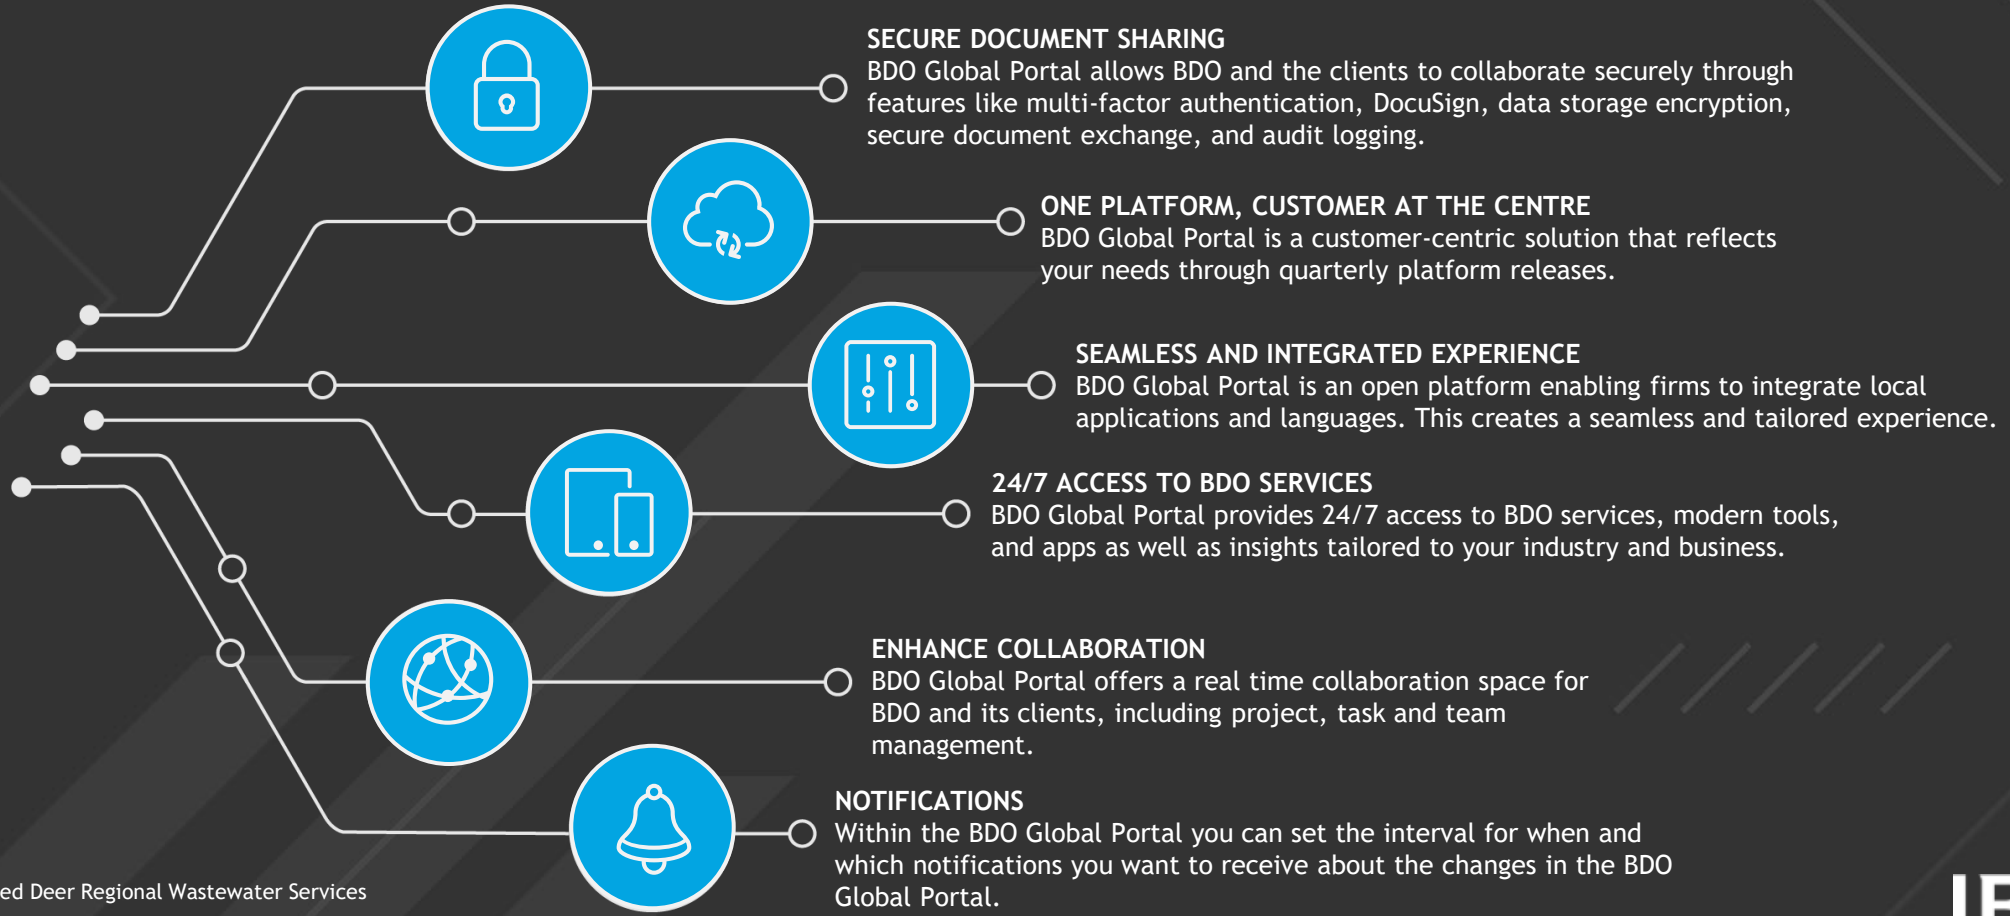 SECURE DOCUMENT SHARING
BDO Global Portal allows BDO and the clients to collaborate securely through
features like multi-factor authentication, DocuSign, data storage encryption,
secure document exchange, and audit logging.
ONE PLATFORM, CUSTOMER AT THE CENTRE
BDO Global Portal is a customer-centric solution that reflects
your needs through quarterly platform releases.
SEAMLESS AND INTEGRATED EXPERIENCE
BDO Global Portal is an open platform enabling firms to integrate local
applications and languages. This creates a seamless and tailored experience.
24/7 ACCESS TO BDO SERVICES
BDO Global Portal provides 24/7 access to BDO services, modern tools,
and apps as well as insights tailored to your industry and business.
ENHANCE COLLABORATION
BDO Global Portal offers a real time collaboration space for
BDO and its clients, including project, task and team
management.
NOTIFICATIONS
Within the BDO Global Portal you can set the interval for when and
which notifications you want to receive about the changes in the BDO
Global Portal.
ed Deer Regional Wastewater Services